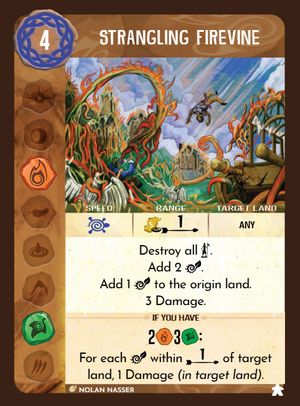 4 STRANGLING FIREVINE
SPEED RANGE TARGET LAND
1 ANY
Destroy all .
Add 2 .
Add 1 to the origin land.
3 Damage.
IF YOU HAVE
2 3 :
For each within 1 of target
land, 1 Damage (in target land).
NOLAN NASSER